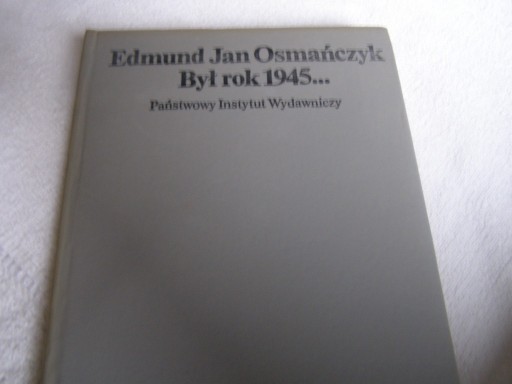 Edmund Jan Osmańczyk
Był rok 1945...
Państwowy Instytut Wydawniczy